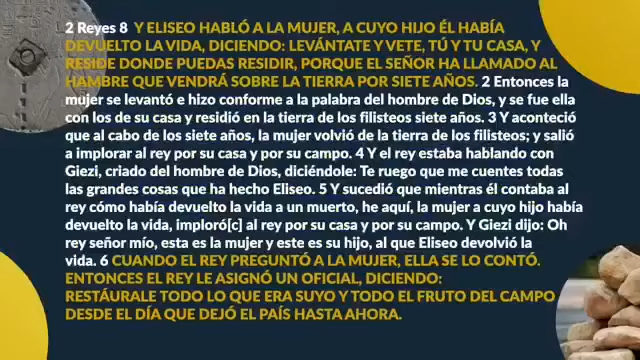 2 Reyes 8 Y ELISEO HABLÓ A LA MUJER, A CUYO HIJO ÉL HABÍA
DEVUELTO LA VIDA, DICIENDO: LEVÁNTATE Y VETE, TÚ Y TU CASA, Y
RESIDE DONDE PUEDAS RESIDIR, PORQUE EL SEÑOR HA LLAMADO AL
HAMBRE QUE VENDRÁ SOBRE LA TIERRA POR SIETE AÑOS. 2 Entonces la
mujer se levantó e hizo conforme a la palabra del hombre de Dios, y se fue ella
con los de su casa y residió en la tierra de los filisteos siete años. 3 Y aconteció
que al cabo de los siete años, la mujer volvió de la tierra de los filisteos; y salió
a implorar al rey por su casa y por su campo. 4 Y el rey estaba hablando con
Giezi, criado del hombre de Dios, diciéndole: Te ruego que me cuentes todas
las grandes cosas que ha hecho Eliseo. 5 Y sucedió que mientras él contaba al
rey cómo había devuelto la vida a un muerto, he aquí, la mujer a cuyo hijo había
devuelto la vida, imploró[c] al rey por su casa y por su campo. Y Giezi dijo: Oh
rey señor mío, esta es la mujer y este es su hijo, al que Eliseo devolvió la
vida. 6 CUANDO EL REY PREGUNTÓ A LA MUJER, ELLA SE LO CONTÓ.
ENTONCES EL REY LE ASIGNÓ UN OFICIAL, DICIENDO:
RESTÁURALE TODO LO QUE ERA SUYO Y TODO EL FRUTO DEL CAMPO
DESDE EL DÍA QUE DEJÓ EL PAÍS HASTA AHORA.